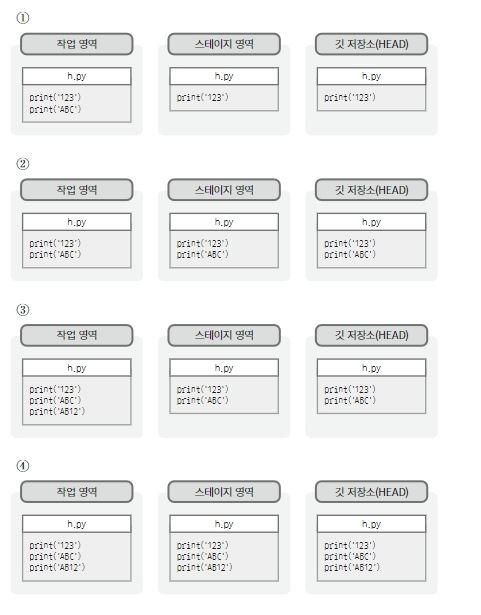 ①
작업 영역 스테이지 영역 깃 저장소(HEAD)
h.py h.py h.py
print('123') print('123') print('123')
print('ABC')
②
작업 영역 스테이지 영역 깃 저장소(HEAD)
h.py h.py h.py
print('123') print('123') print('123')
print('ABC') print('ABC') print('ABC')
③
작업 영역 스테이지 영역 깃 저장소(HEAD)
h.py h.py h.py
print('123') print('123') print('123')
print('ABC') print('ABC') print('ABC')
print('AB12')
④
작업 영역 스테이지 영역 깃 저장소(HEAD)
h.py h.py h.py
print('123') print('123') print('123')
print('ABC') print('ABC') print('ABC')
print('AB12') print('AB12') print('AB12')